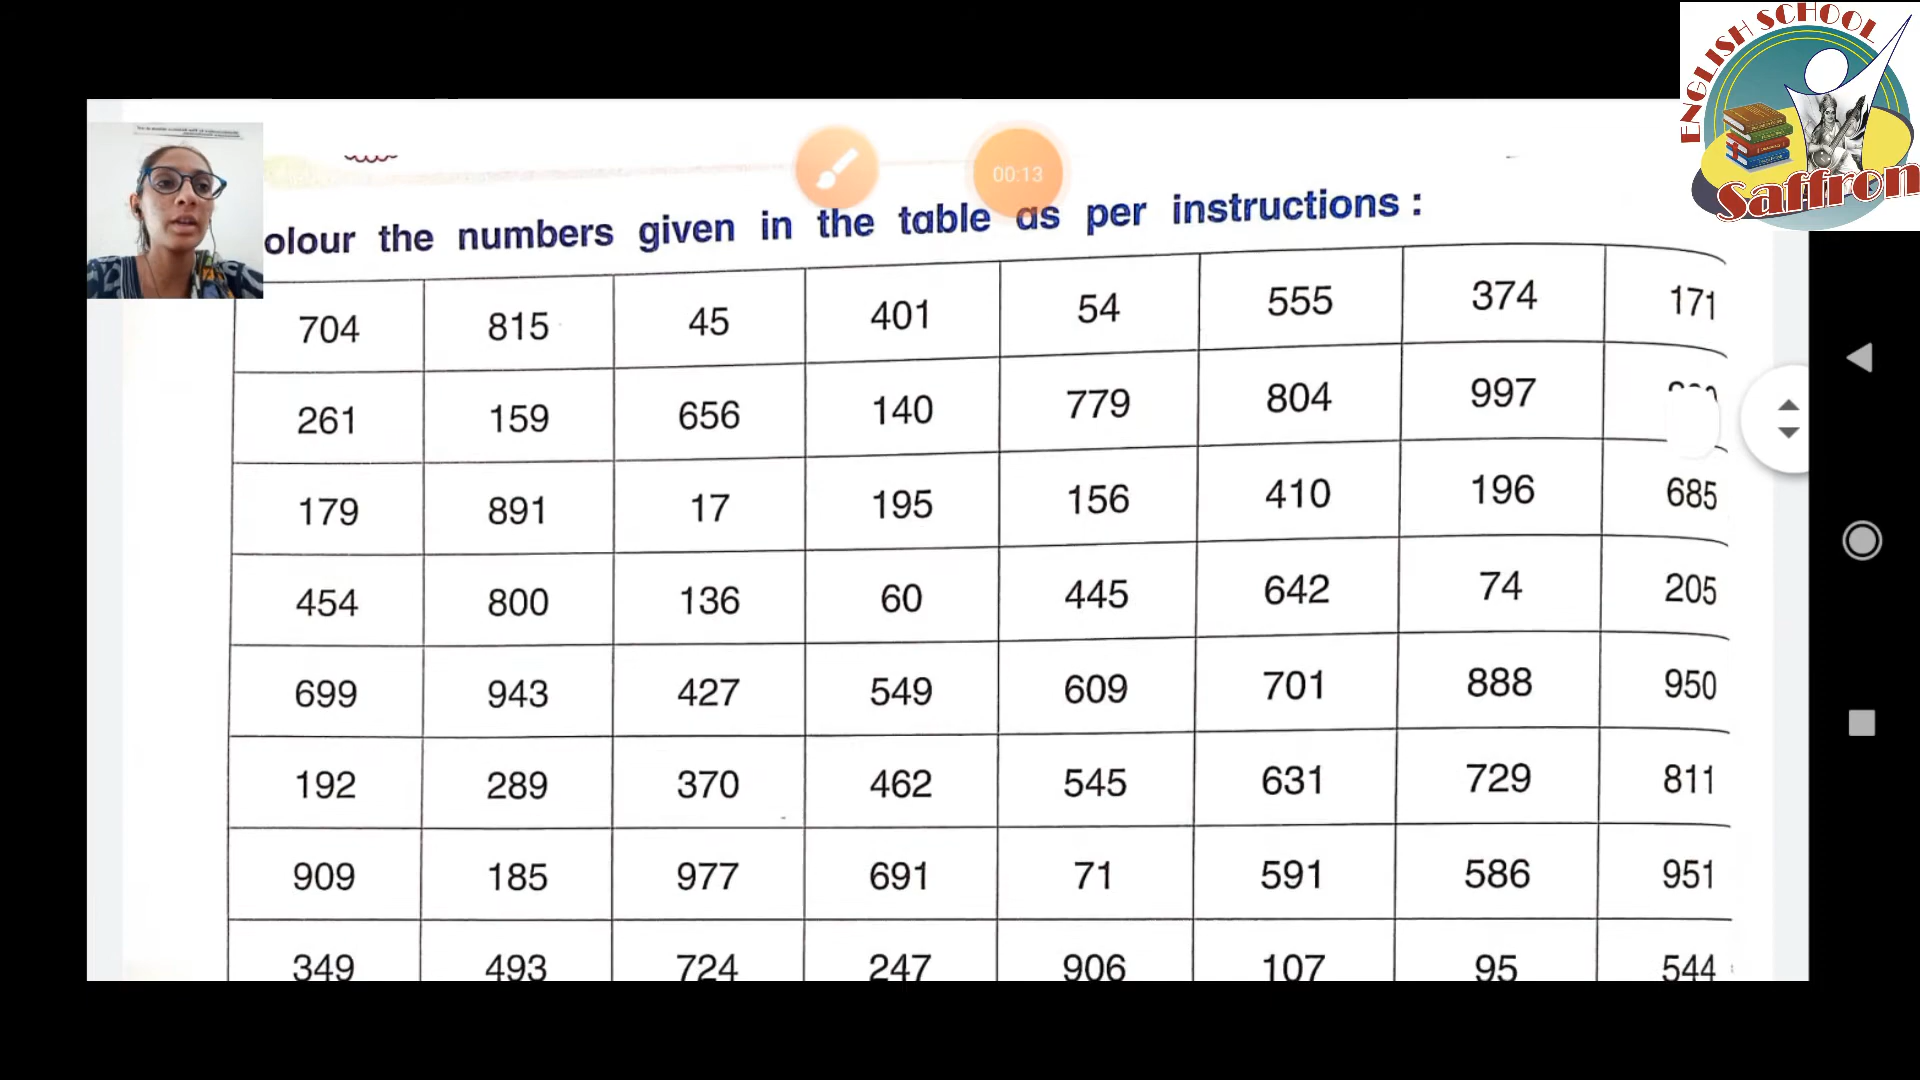 ENGLISH SCHOOL
Saffron
00:13
olour the numbers given in the table as per instructions :
704 815 45 401 54 555 374 171
261 159 656 140 779 804 997
179 891 17 195 156 410 196 685
454 800 136 60 445 642 74 205
699 943 427 549 609 701 888 950
192 289 370 462 545 631 729 811
909 185 977 691 71 591 586 951
349 493 724 247 906 107 95 544